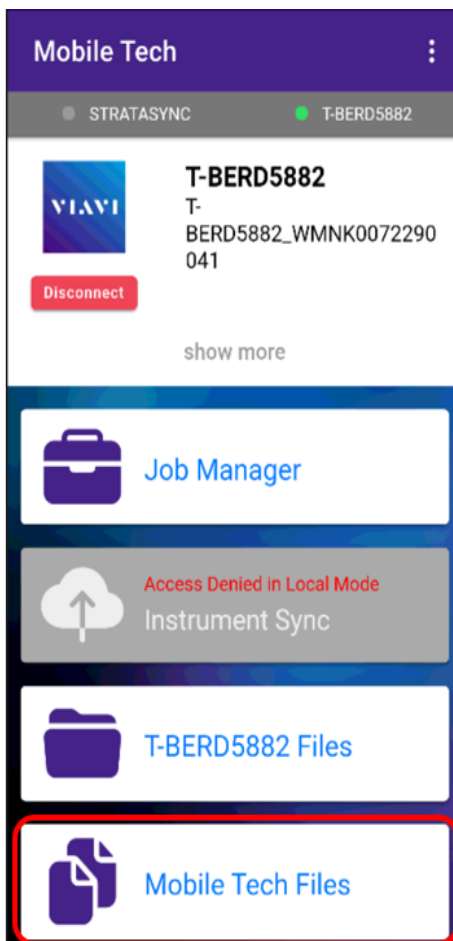 Mobile Tech
STRATASYNC
T-BERD5882
VIAVI
T-BERD5882
T-
BERD5882_WMNK0072290
041
Disconnect
show more
Job Manager
Access Denied in Local Mode
Instrument Sync
T-BERD5882 Files
Mobile Tech Files